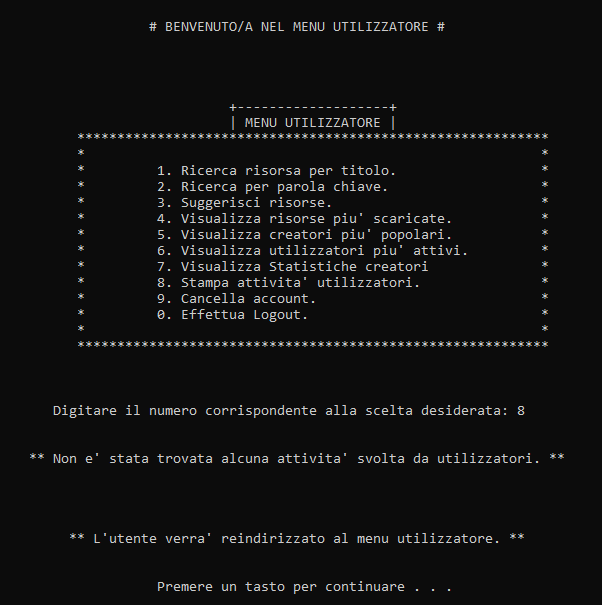 # BENVENUTO/A NEL MENU UTILIZZATORE #
+-------------------+
| MENU UTILIZZATORE |
***********************************************************
* *
* 1. Ricerca risorsa per titolo. *
* 2. Ricerca per parola chiave. *
* 3. Suggerisci risorse. *
* 4. Visualizza risorse piu' scaricate. *
* 5. Visualizza creatori piu' popolari. *
* 6. Visualizza utilizzatori piu' attivi. *
* 7. Visualizza Statistiche creatori *
* 8. Stampa attivita' utilizzatori. *
* 9. Cancella account. *
* 0. Effettua Logout. *
* *
***********************************************************
Digitare il numero corrispondente alla scelta desiderata: 8
** Non e' stata trovata alcuna attivita' svolta da utilizzatori. **
** L'utente verra' reindirizzato al menu utilizzatore. **
Premere un tasto per continuare . . .